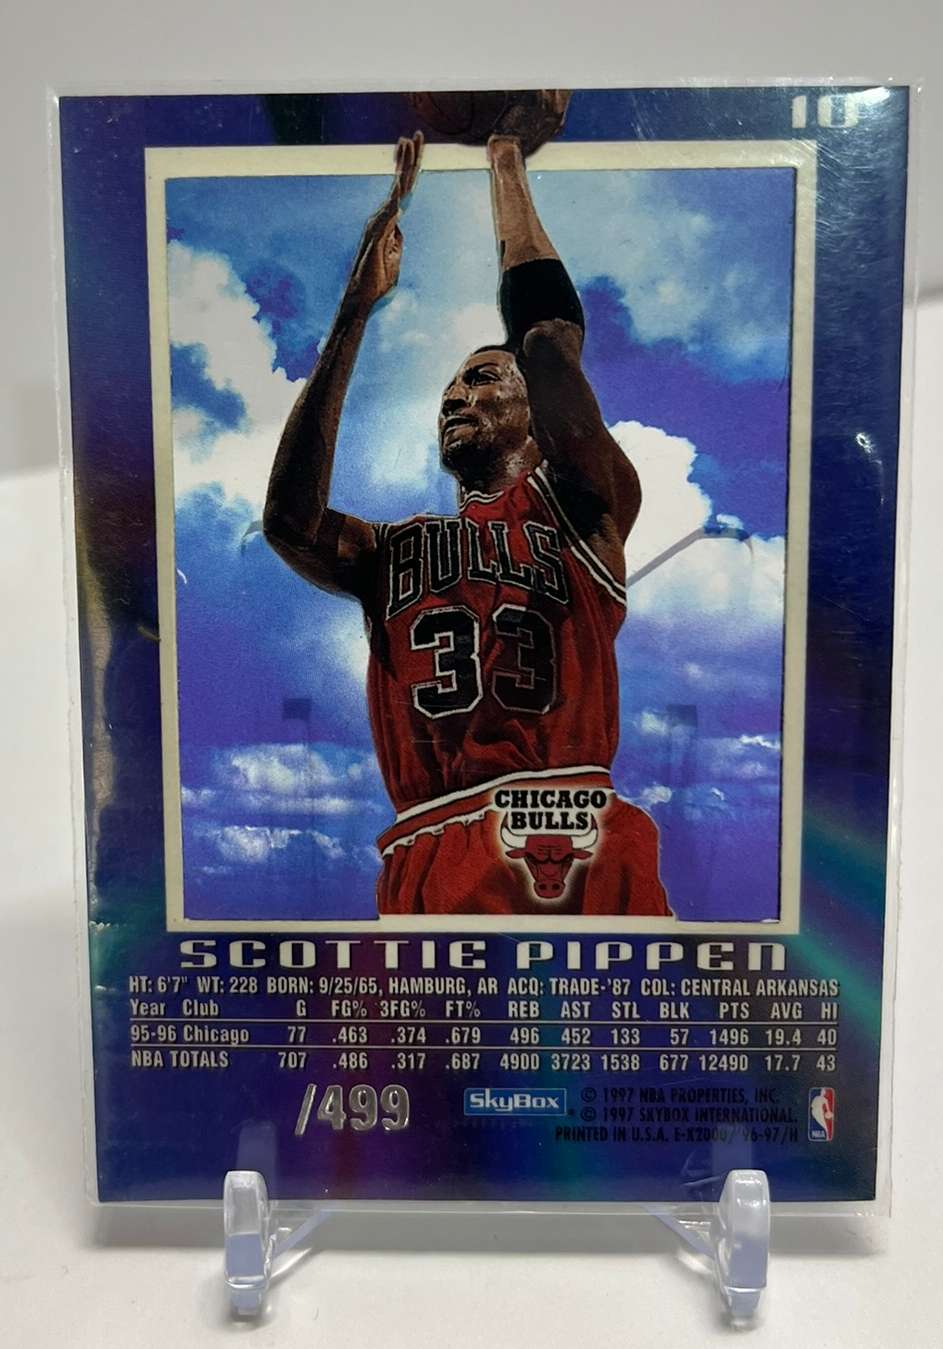 10
BULLS
33
CHICAGO
BULLS
SCOTTIE PIPPEN
HT: 6'7" WT: 228 BORN: 9/25/65, HAMBURG, AR ACQ: TRADE-'87 COL: CENTRAL ARKANSAS
Year Club G FG% 3FG% FT% REB AST STL BLK PTS AVG HI
95-96 Chicago 77 .463 .374 .679 496 452 133 57 1496 19.4 40
NBA TOTALS 707 .486 .317 .687 4900 3723 1538 677 12490 17.7 43
/499
SkyBox
© 1997 NBA PROPERTIES, INC.
© 1997 SKYBOX INTERNATIONAL.
PRINTED IN U.S.A. E-X2000/'96-97/H
NBA